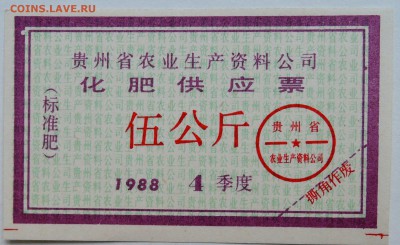 COINS.LAVE.RU
贵州省农业生产资料公司
化肥供应票
(标准肥)
伍公斤
贵州省
农业生产资料公司
1988 4季度
撕角作废